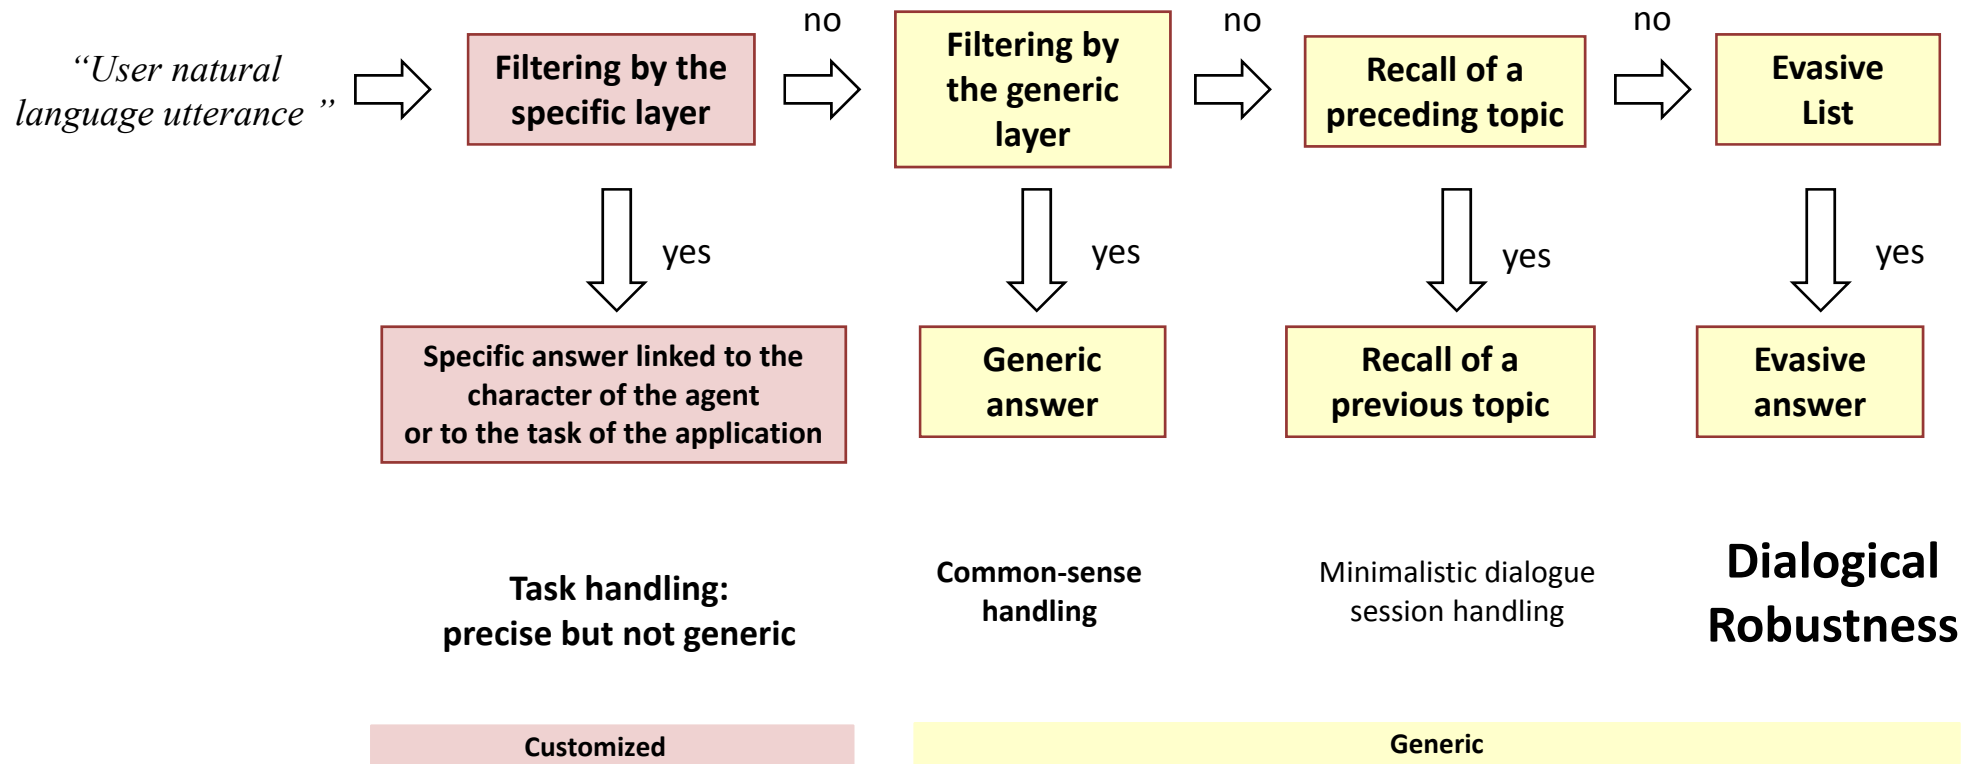 “User natural
language utterance ”
Filtering by the
specific layer
no
Filtering by
the generic
layer
no
Recall of a
preceding topic
no
Evasive
List
yes
yes
yes
yes
Specific answer linked to the
character of the agent
or to the task of the application
Generic
answer
Recall of a
previous topic
Evasive
answer
Task handling:
precise but not generic
Common-sense
handling
Minimalistic dialogue
session handling
Dialogical
Robustness
Customized
Generic